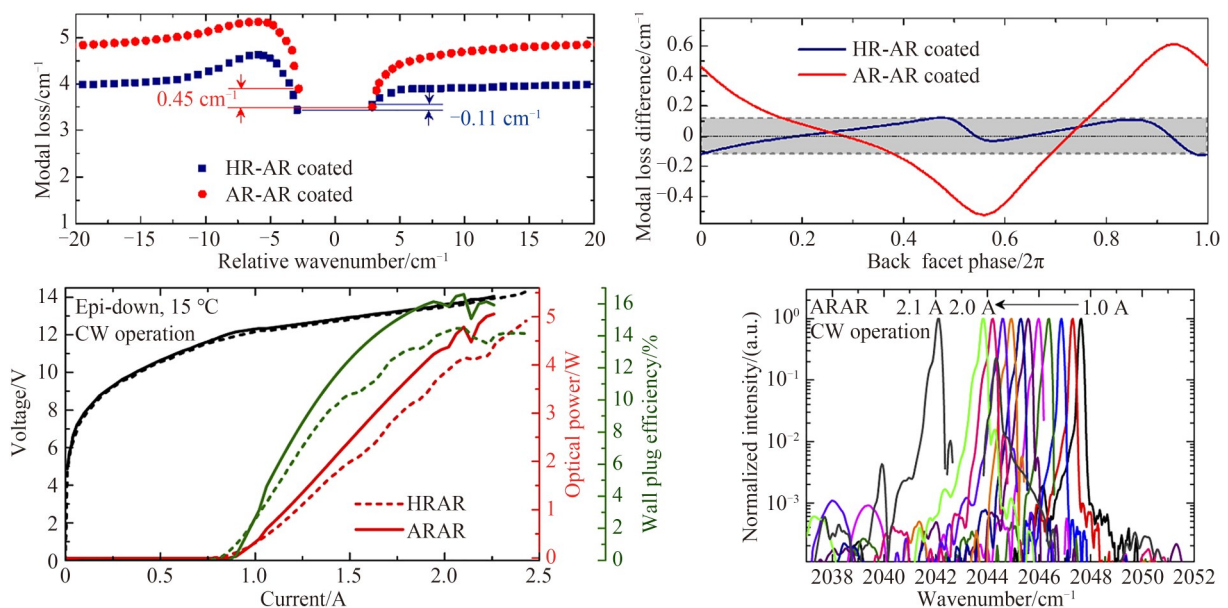 Modal loss/cm⁻¹
5
4
3
2
1
0.45 cm⁻¹
−0.11 cm⁻¹
HR-AR coated
AR-AR coated
−20 −15 −10 −5 0 5 10 15 20
Relative wavenumber/cm⁻¹
Modal loss difference/cm⁻¹
0.6
0.4
0.2
0
−0.2
−0.4
HR-AR coated
AR-AR coated
0 0.2 0.4 0.6 0.8 1.0
Back facet phase/2π
Voltage/V
14
12
10
8
6
4
2
0
Epi-down, 15 ℃
CW operation
HRAR
ARAR
0 0.5 1.0 1.5 2.0 2.5
Current/A
5
4
3
2
1
0
Optical power/W
16
14
12
10
8
6
4
2
0
Wall plug efficiency/%
Normalized intensity/(a.u.)
10⁰
10⁻¹
10⁻²
10⁻³
ARAR 2.1 A 2.0 A 1.0 A
CW operation
2038 2040 2042 2044 2046 2048 2050 2052
Wavenumber/cm⁻¹